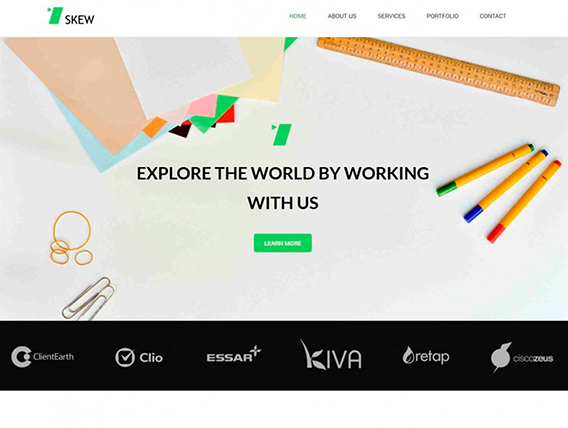 SKEW
HOME ABOUT US SERVICES PORTFOLIO CONTACT
EXPLORE THE WORLD BY WORKING
WITH US
LEARN MORE
ClientEarth Clio ESSAR KIVA retap ciscozeus